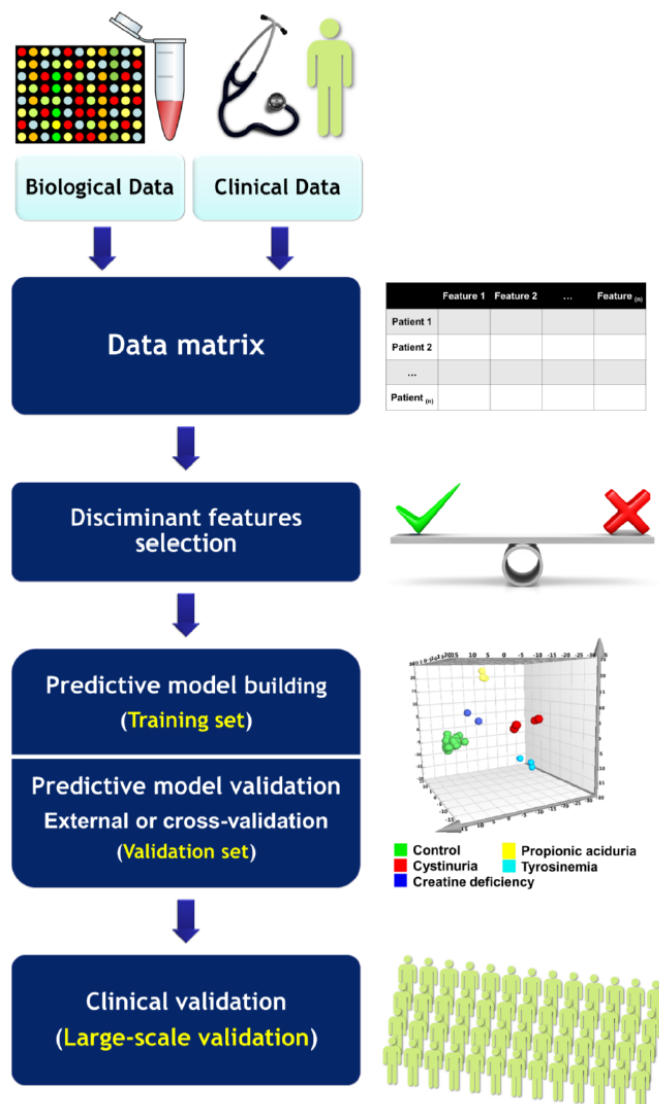 Biological Data
Clinical Data
Data matrix
Feature 1 Feature 2 ... Feature (n)
Patient 1
Patient 2
...
Patient (n)
Disciminant features
selection
Predictive model building
(Training set)
Predictive model validation
External or cross-validation
(Validation set)
Control
Cystinuria
Creatine deficiency
Propionic aciduria
Tyrosinemia
Clinical validation
(Large-scale validation)